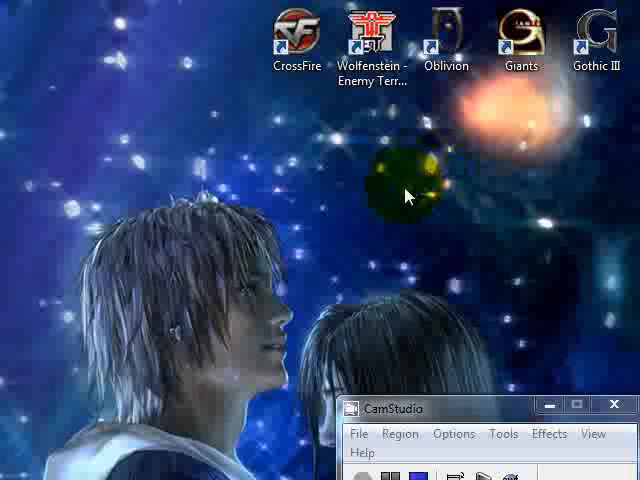 CrossFire
Wolfenstein -
Enemy Terr...
Oblivion
Giants
Gothic III
CamStudio
File Region Options Tools Effects View
Help